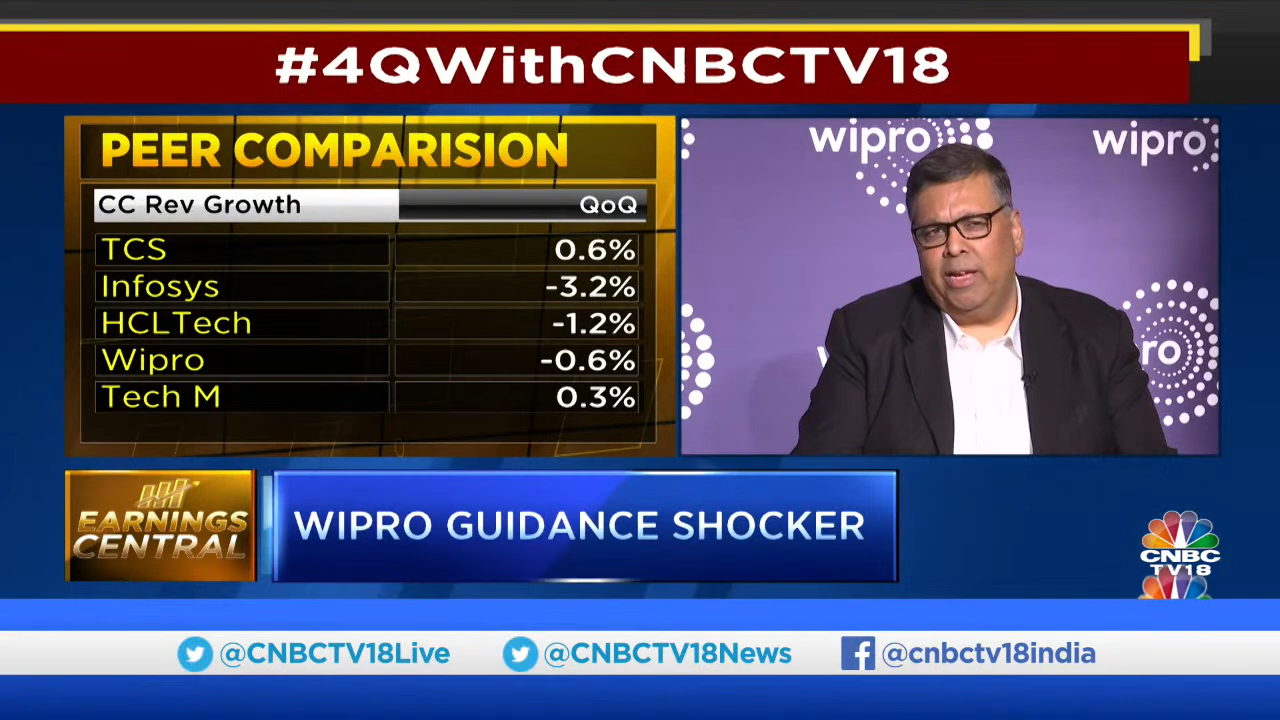 #4QWithCNBCTV18
PEER COMPARISION
CC Rev Growth QoQ
TCS 0.6%
Infosys -3.2%
HCLTech -1.2%
Wipro -0.6%
Tech M 0.3%
wipro
wipro
ro
EARNINGS
CENTRAL
WIPRO GUIDANCE SHOCKER
CNBC
TV18
@CNBCTV18Live @CNBCTV18News @cnbctv18india